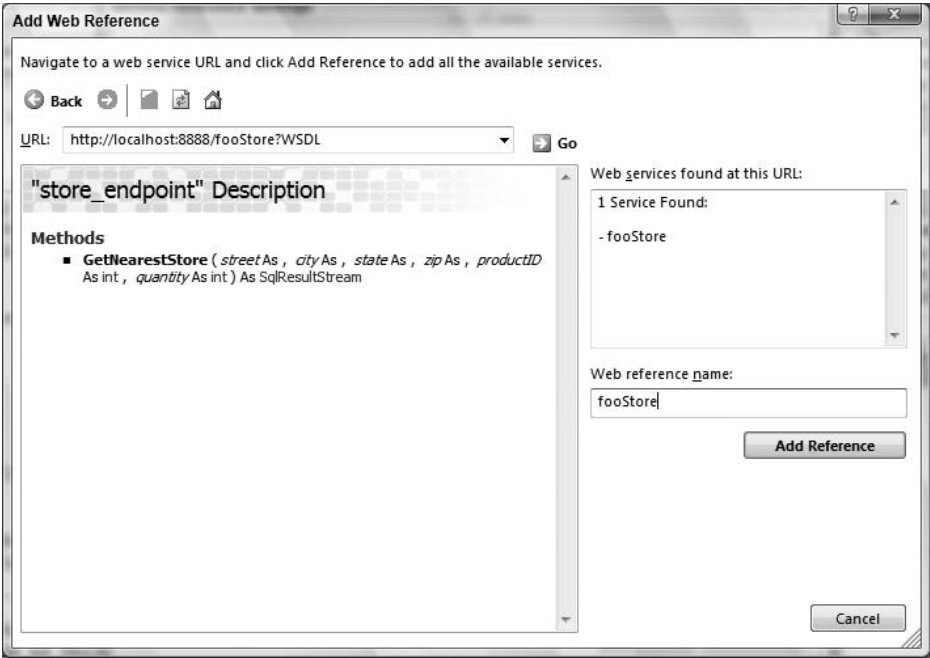 Add Web Reference
Navigate to a web service URL and click Add Reference to add all the available services.
Back
URL: http://localhost:8888/fooStore?WSDL Go
"store_endpoint" Description
Methods
■ GetNearestStore ( street As , city As , state As , zip As , productID
As int , quantity As int ) As SqlResultStream
Web services found at this URL:
1 Service Found:
- fooStore
Web reference name:
fooStore
Add Reference
Cancel